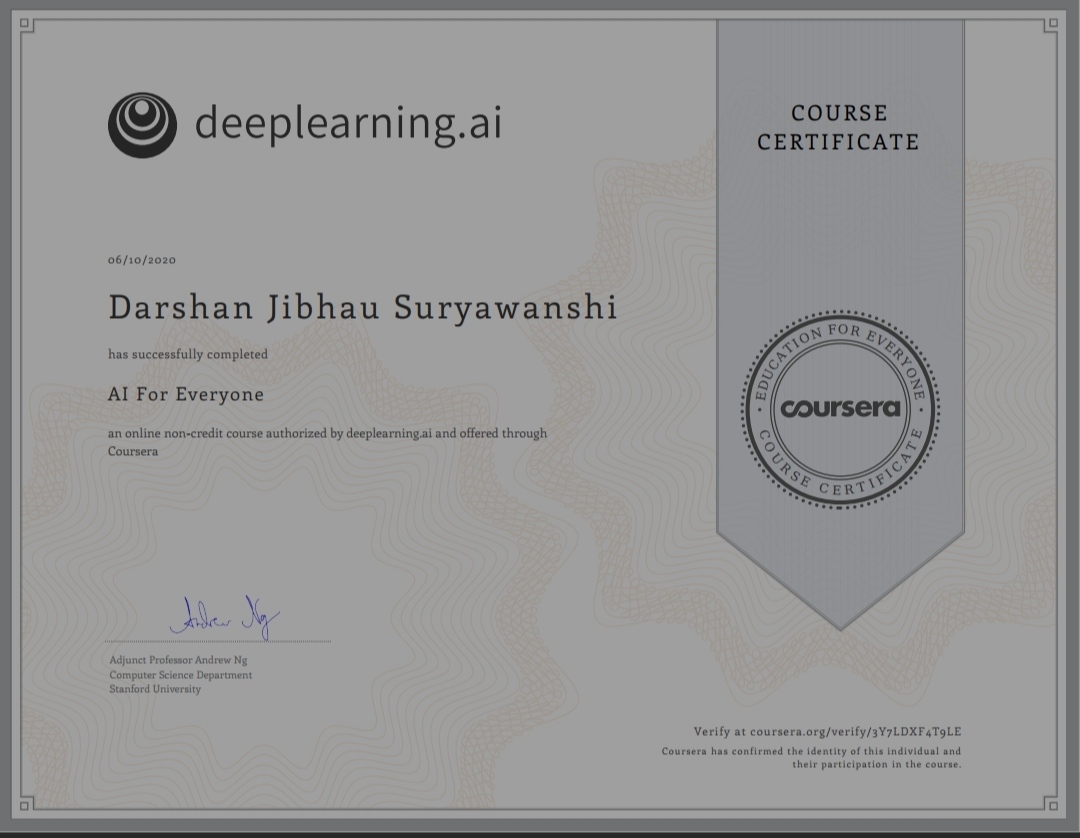 deeplearning.ai
COURSE
CERTIFICATE
06/10/2020
Darshan Jibhau Suryawanshi
has successfully completed
AI For Everyone
an online non-credit course authorized by deeplearning.ai and offered through
Coursera
EDUCATION FOR EVERYONE
coursera
COURSE CERTIFICATE
Andrew Ng
Adjunct Professor Andrew Ng
Computer Science Department
Stanford University
Verify at coursera.org/verify/3Y7LDXF4T9LE
Coursera has confirmed the identity of this individual and
their participation in the course.